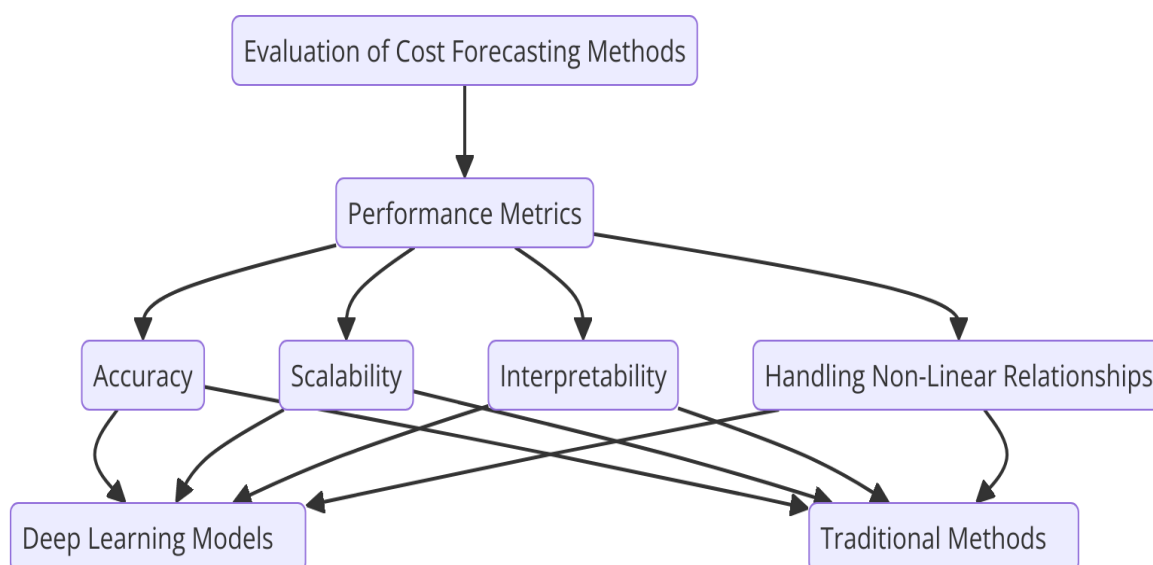 Evaluation of Cost Forecasting Methods
Performance Metrics
Accuracy
Scalability
Interpretability
Handling Non-Linear Relationships
Deep Learning Models
Traditional Methods